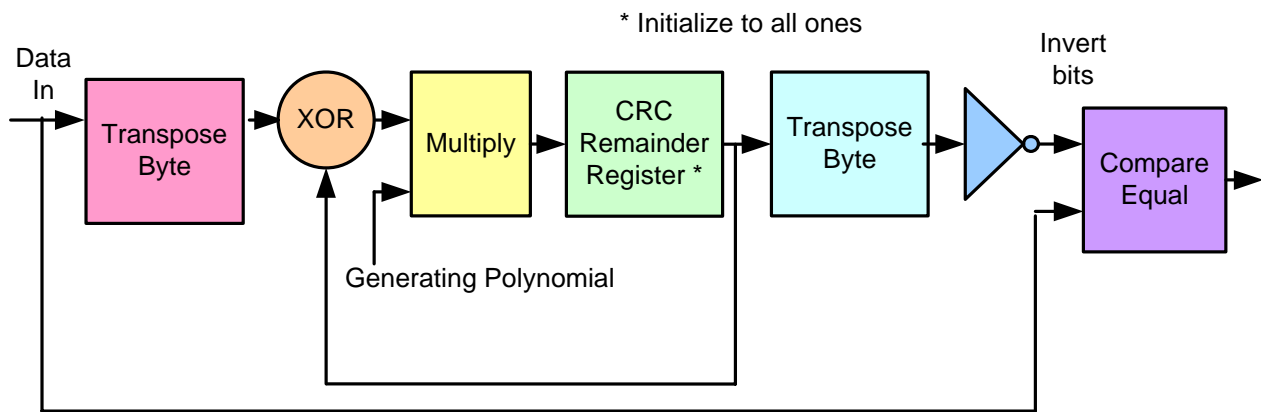 * Initialize to all ones
Data
In
Transpose
Byte
XOR
Multiply
CRC
Remainder
Register *
Transpose
Byte
Invert
bits
Compare
Equal
Generating Polynomial